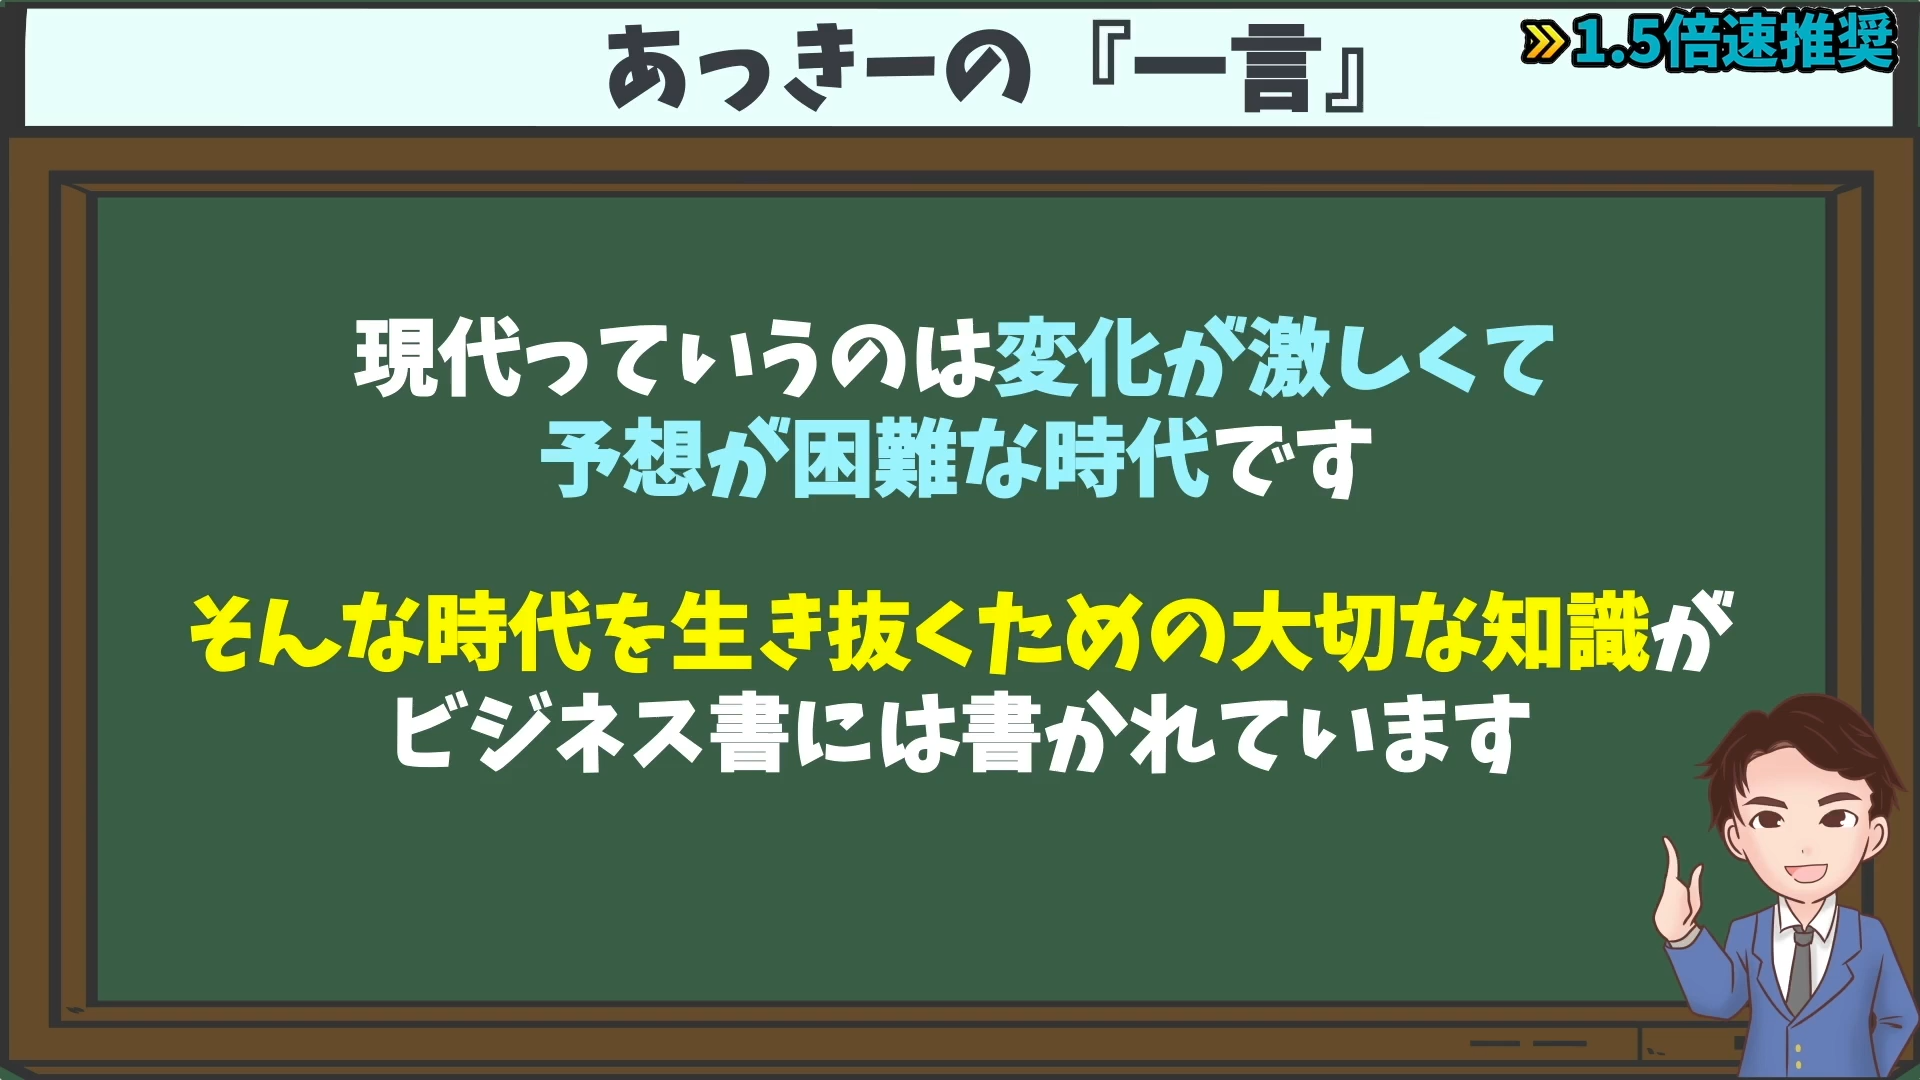 あっきーの『一言』
1.5倍速推奨
現代っていうのは変化が激しくて
予想が困難な時代です
そんな時代を生き抜くための大切な知識が
ビジネス書には書かれています